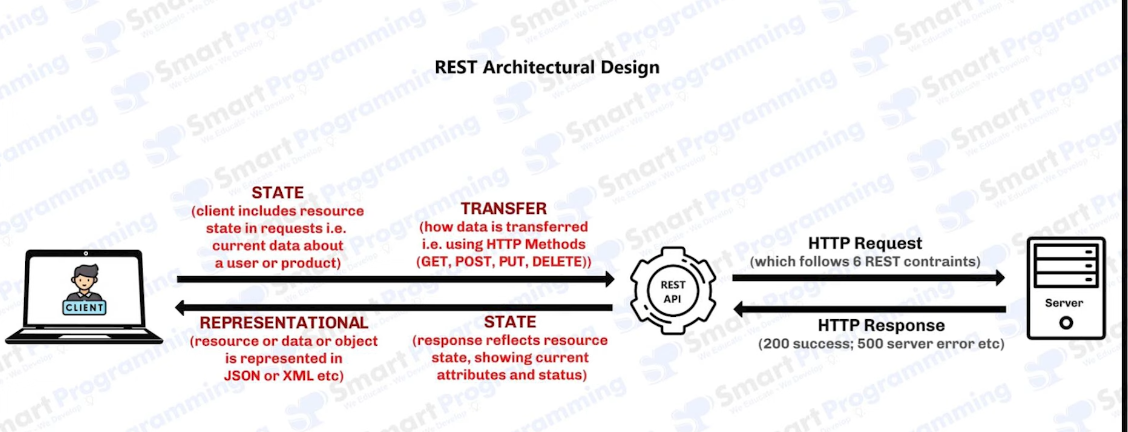 REST Architectural Design
STATE
(client includes resource
state in requests i.e.
current data about
a user or product)
TRANSFER
(how data is transferred
i.e. using HTTP Methods
(GET, POST, PUT, DELETE))
HTTP Request
(which follows 6 REST contraints)
CLIENT
REST
API
Server
REPRESENTATIONAL
(resource or data or object
is represented in
JSON or XML etc)
STATE
(response reflects resource
state, showing current
attributes and status)
HTTP Response
(200 success; 500 server error etc)
Smart Programming